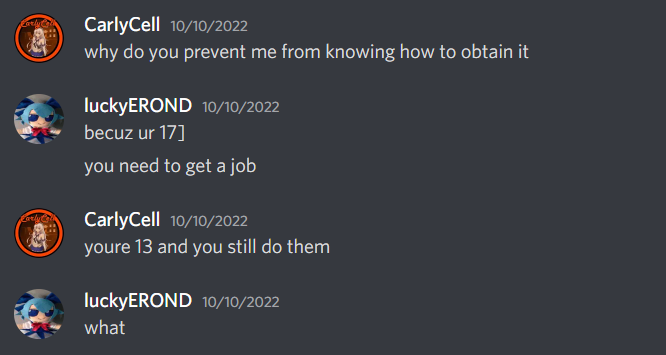 CarlyCell 10/10/2022
why do you prevent me from knowing how to obtain it
luckyEROND 10/10/2022
becuz ur 17]
you need to get a job
CarlyCell 10/10/2022
youre 13 and you still do them
luckyEROND 10/10/2022
what